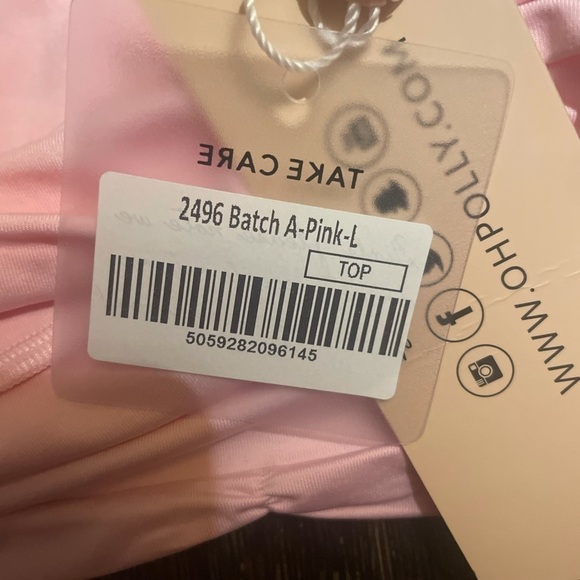 TAKE CARE
2496 Batch A-Pink-L
TOP
5059282096145
WWW.OHPOLLY.COM